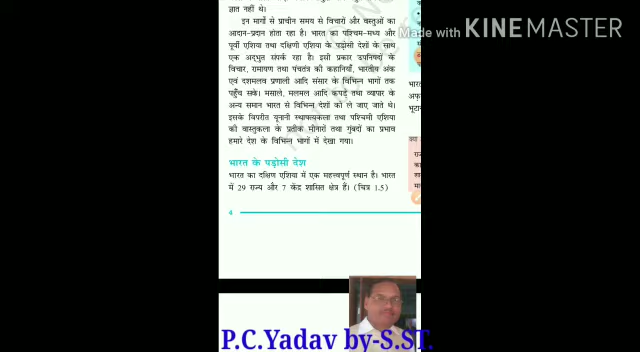 ज्ञात नहीं थे।
इन मार्गों से प्राचीन समय से विचारों और वस्तुओं का
आदान-प्रदान होता रहा है। भारत का पश्चिम-मध्य और
पूर्वी एशिया तथा दक्षिणी एशिया के पड़ोसी देशों के साथ
एक अद्भुत संपर्क रहा है। इसी प्रकार उपनिषदों के
विचार, रामायण तथा पंचतंत्र की कहानियाँ, भारतीय अंक
एवं दशमलव प्रणाली आदि संसार के विभिन्न भागों तक
पहुँच सके। मसाले, मलमल आदि कपड़े तथा व्यापार के
अन्य समान भारत से विभिन्न देशों को ले जाए जाते थे।
इसके विपरीत यूनानी स्थापत्यकला तथा पश्चिमी एशिया
की वास्तुकला के प्रतीक मीनारों तथा गुंबदों का प्रभाव
हमारे देश के विभिन्न भागों में देखा गया।
भारत के पड़ोसी देश
भारत का दक्षिण एशिया में एक महत्त्वपूर्ण स्थान है। भारत
में 29 राज्य और 7 केंद्र शासित क्षेत्र हैं। (चित्र 1.5)
4
Made with KINEMASTER
भारत
अपन
भूटा
क्या
P.C.Yadav by-S.ST.